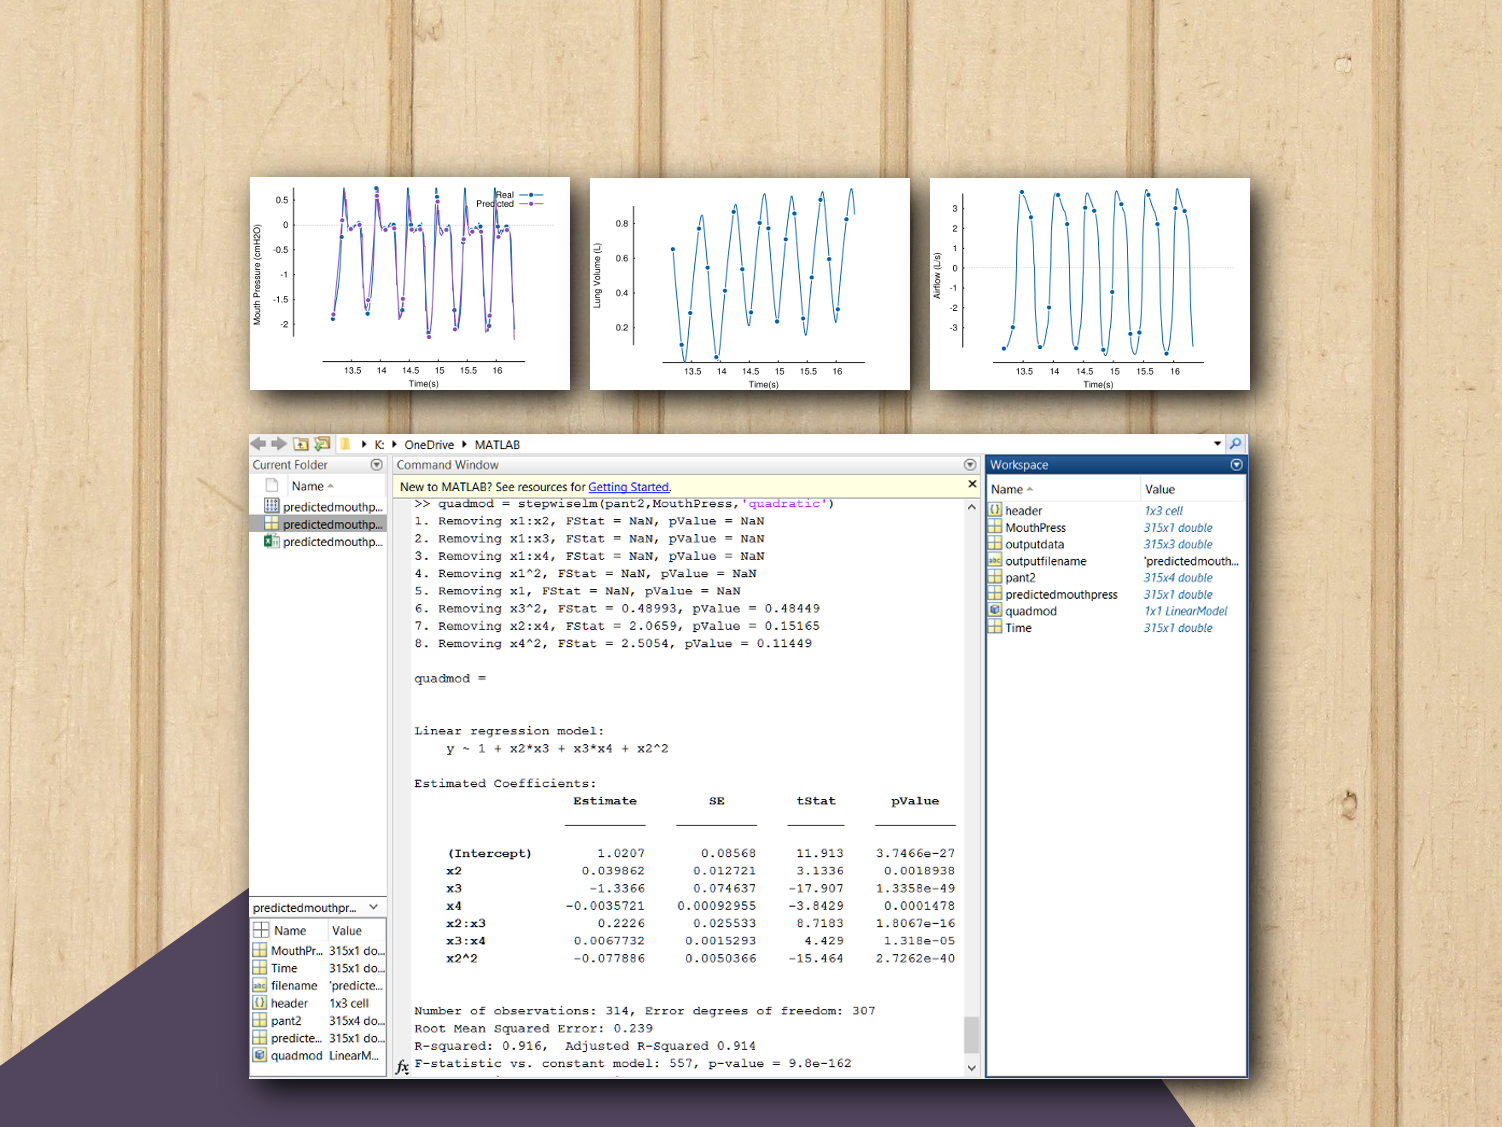 0.5
0
-0.5
-1
-1.5
-2
Mouth Pressure (cmH2O)
Real
Predicted
13.5 14 14.5 15 15.5 16
Time(s)
0.8
0.6
0.4
0.2
Lung Volume (L)
13.5 14 14.5 15 15.5 16
Time(s)
3
2
1
0
-1
-2
-3
Airflow (L/s)
13.5 14 14.5 15 15.5 16
Time(s)
K: OneDrive MATLAB
Current Folder
Name
predictedmouthp...
predictedmouthp...
predictedmouthp...
Command Window
New to MATLAB? See resources for Getting Started.
>> quadmod = stepwiselm(pant2,MouthPress,'quadratic')
1. Removing x1:x2, FStat = NaN, pValue = NaN
2. Removing x1:x3, FStat = NaN, pValue = NaN
3. Removing x1:x4, FStat = NaN, pValue = NaN
4. Removing x1^2, FStat = NaN, pValue = NaN
5. Removing x1, FStat = NaN, pValue = NaN
6. Removing x3^2, FStat = 0.48993, pValue = 0.48449
7. Removing x2:x4, FStat = 2.0659, pValue = 0.15165
8. Removing x4^2, FStat = 2.5054, pValue = 0.11449
quadmod =
Linear regression model:
y ~ 1 + x2*x3 + x3*x4 + x2^2
Estimated Coefficients:
Estimate SE tStat pValue
(Intercept) 1.0207 0.08568 11.913 3.7466e-27
x2 0.039862 0.012721 3.1336 0.0018938
x3 -1.3366 0.074637 -17.907 1.3358e-49
x4 -0.0035721 0.00092955 -3.8429 0.0001478
x2:x3 0.2226 0.025533 8.7183 1.8067e-16
x3:x4 0.0067732 0.0015293 4.429 1.318e-05
x2^2 -0.077886 0.0050366 -15.464 2.7262e-40
Number of observations: 314, Error degrees of freedom: 307
Root Mean Squared Error: 0.239
R-squared: 0.916, Adjusted R-Squared 0.914
F-statistic vs. constant model: 557, p-value = 9.8e-162
fx
Workspace
Name Value
header 1x3 cell
MouthPress 315x1 double
outputdata 315x3 double
outputfilename 'predictedmouth...
pant2 315x4 double
predictedmouthpress 315x1 double
quadmod 1x1 LinearModel
Time 315x1 double
predictedmouthpr...
Name Value
MouthPr... 315x1 do...
Time 315x1 do...
filename 'predicte...
header 1x3 cell
pant2 315x4 do...
predicte... 315x1 do...
quadmod LinearM...